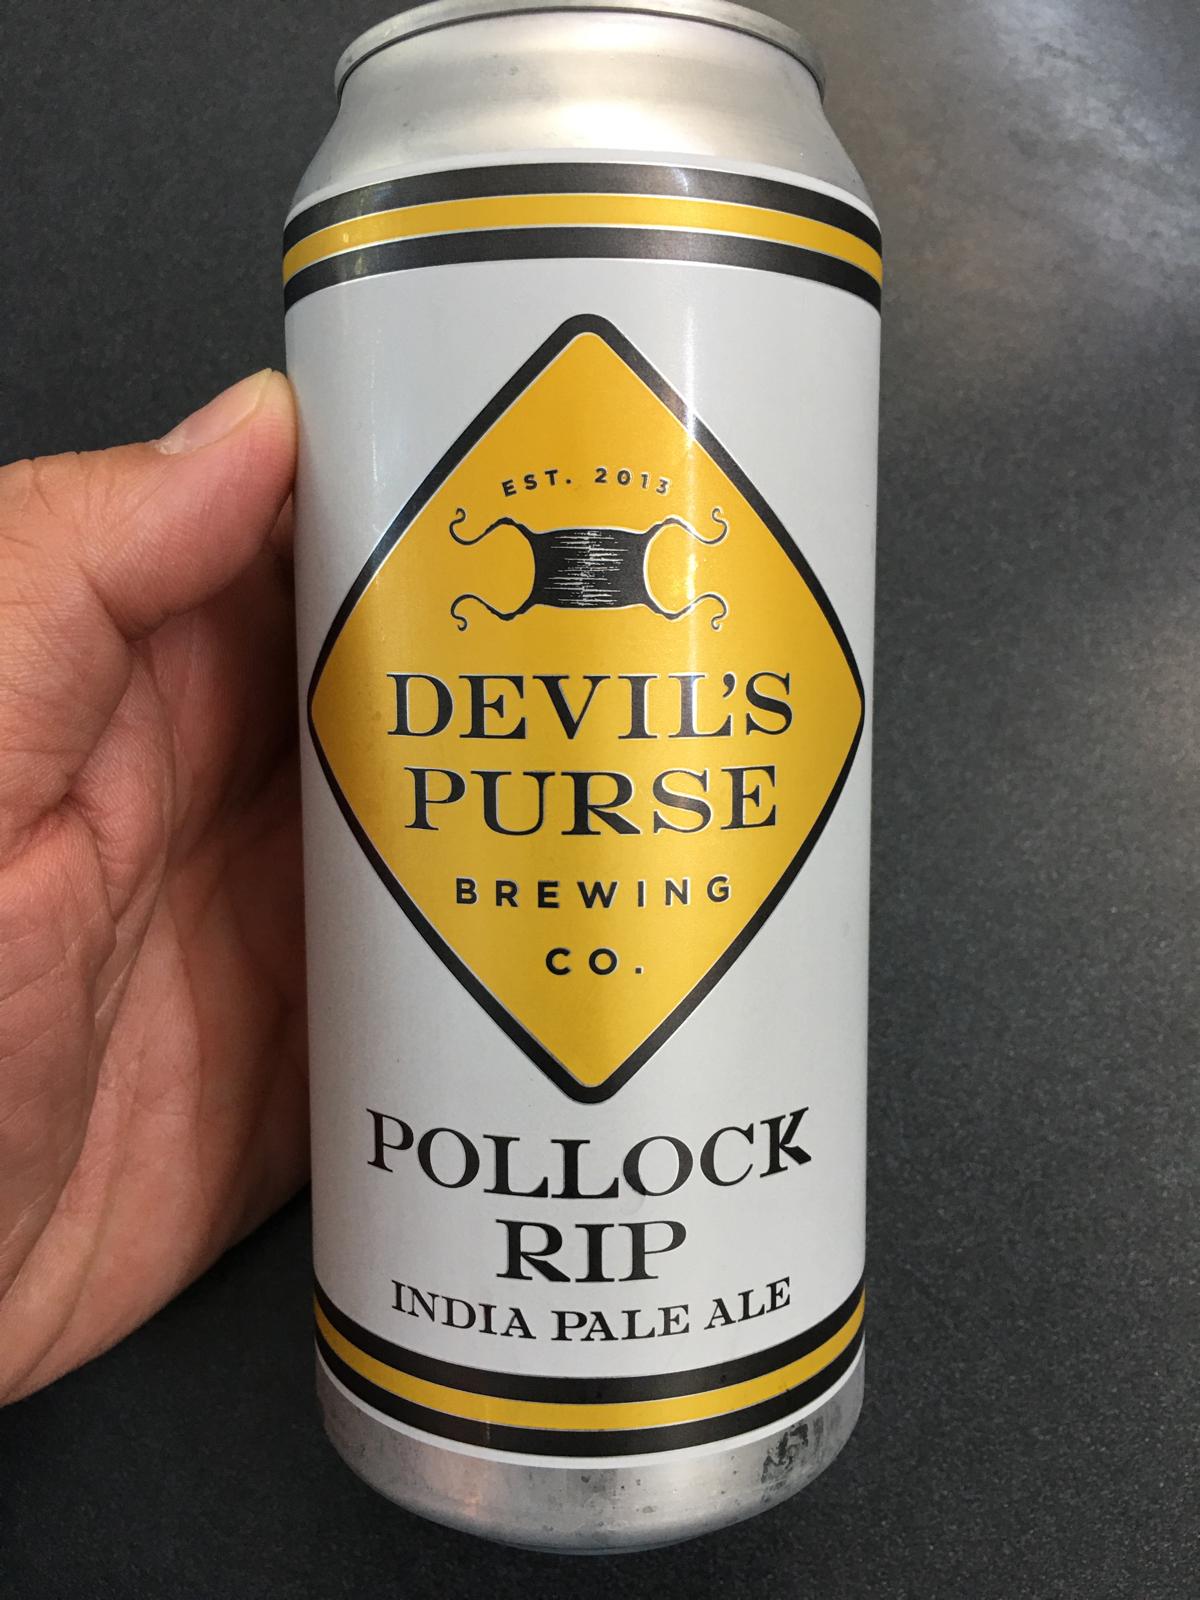 EST. 2013
DEVIL'S
PURSE
BREWING
CO.
POLLOCK
RIP
INDIA PALE ALE